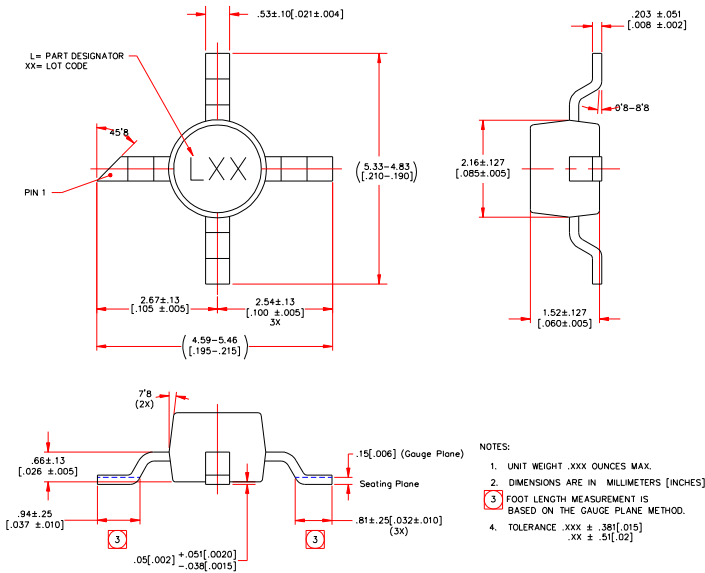 .53±.10[.021±.004]
.203 ±.051
[.008 ±.002]
L= PART DESIGNATOR
XX= LOT CODE
0°8-8°8
45°8
LXX
5.33-4.83
[.210-.190]
2.16±.127
[.085±.005]
PIN 1
2.67±.13
[.105 ±.005]
2.54±.13
[.100 ±.005]
3X
1.52±.127
[.060±.005]
4.59-5.46
[.195-.215]
7°8
(2X)
.66±.13
[.026 ±.005]
.15[.006] (Gauge Plane)
Seating Plane
.94±.25
[.037 ±.010]
3
3
.81±.25[.032±.010]
(3X)
.05[.002] +.051[.0020]
-.038[.0015]
NOTES:
1. UNIT WEIGHT .XXX OUNCES MAX.
2. DIMENSIONS ARE IN MILLIMETERS [INCHES]
3 FOOT LENGTH MEASUREMENT IS
BASED ON THE GAUGE PLANE METHOD.
4. TOLERANCE .XXX ± .381[.015]
.XX ± .51[.02]